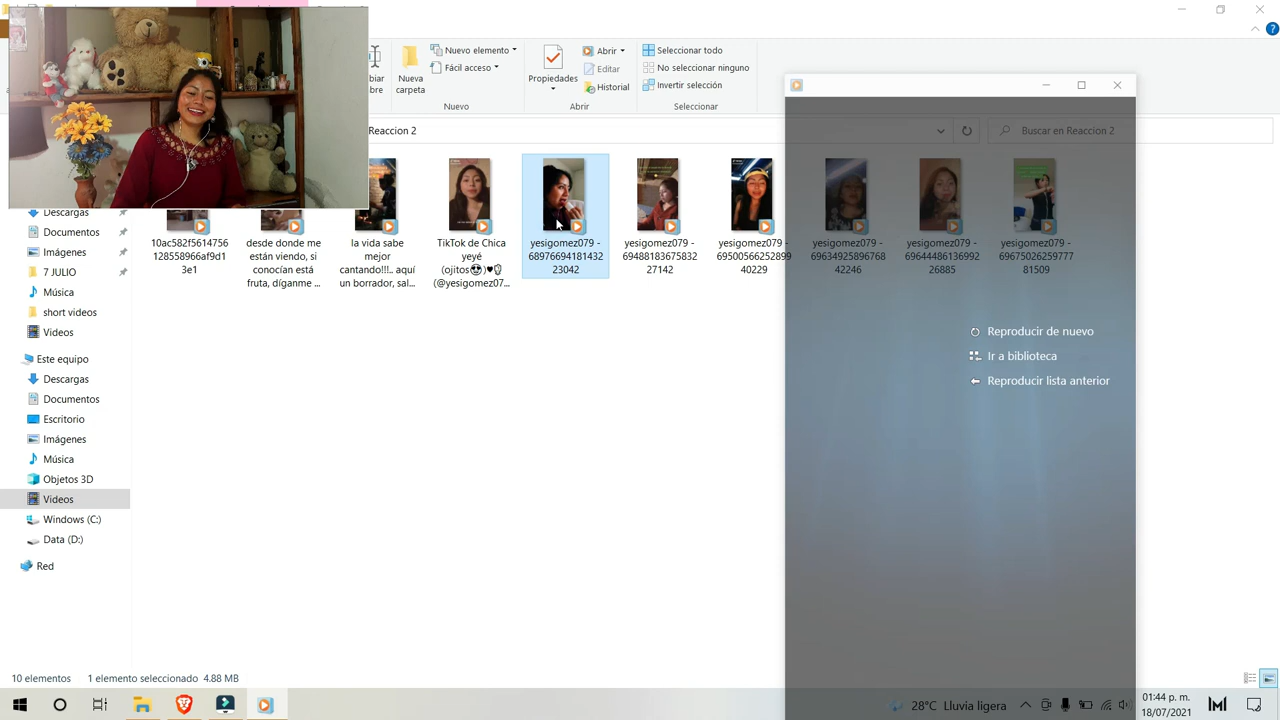 Nuevo elemento
Abrir
Seleccionar todo
Fácil acceso
Editar
No seleccionar ninguno
Nueva
carpeta
Propiedades
Historial
Invertir selección
Nuevo
Abrir
Seleccionar
Reaccion 2
Buscar en Reaccion 2
Descargas
Documentos
Imágenes
7 JULIO
Música
short videos
Videos
Este equipo
Descargas
Documentos
Escritorio
Imágenes
Música
Objetos 3D
Videos
Windows (C:)
Data (D:)
Red
10ac582f5614756
128558966af9d1
3e1
desde donde me
están viendo, si
conocían está
fruta, díganme ...
la vida sabe
mejor
cantando!!!.. aquí
un borrador, sal...
TikTok de Chica
yeyé
(ojitos😎)♥️
(@yesigomez07...
yesigomez079 -
68976694181432
23042
yesigomez079 -
69488183675832
27142
yesigomez079 -
69500566252899
40229
yesigomez079 -
69634925896768
42246
yesigomez079 -
69644486136992
26885
yesigomez079 -
69675026259777
81509
Reproducir de nuevo
Ir a biblioteca
Reproducir lista anterior
10 elementos
1 elemento seleccionado 4.88 MB
28°C Lluvia ligera
01:44 p. m.
18/07/2021